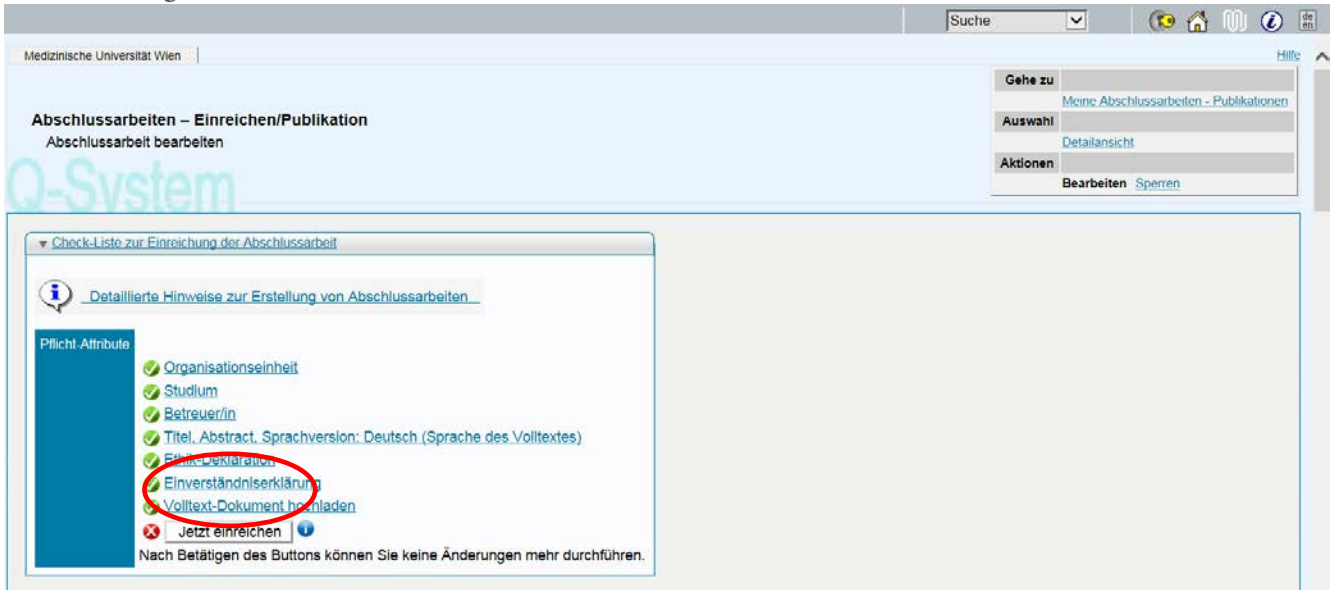 Suche
de
en
Medizinische Universität Wien
Hilfe
Gehe zu
Meine Abschlussarbeiten - Publikationen
Abschlussarbeiten – Einreichen/Publikation
Auswahl
Abschlussarbeit bearbeiten
Detailansicht
Q-System
Aktionen
Bearbeiten Sperren
Check-Liste zur Einreichung der Abschlussarbeit
Detaillierte Hinweise zur Erstellung von Abschlussarbeiten
Pflicht-Attribute
Organisationseinheit
Studium
Betreuer/in
Titel, Abstract, Sprachversion: Deutsch (Sprache des Volltextes)
Ethik-Deklaration
Einverständniserklärung
Volltext-Dokument hochladen
Jetzt einreichen
Nach Betätigen des Buttons können Sie keine Änderungen mehr durchführen.